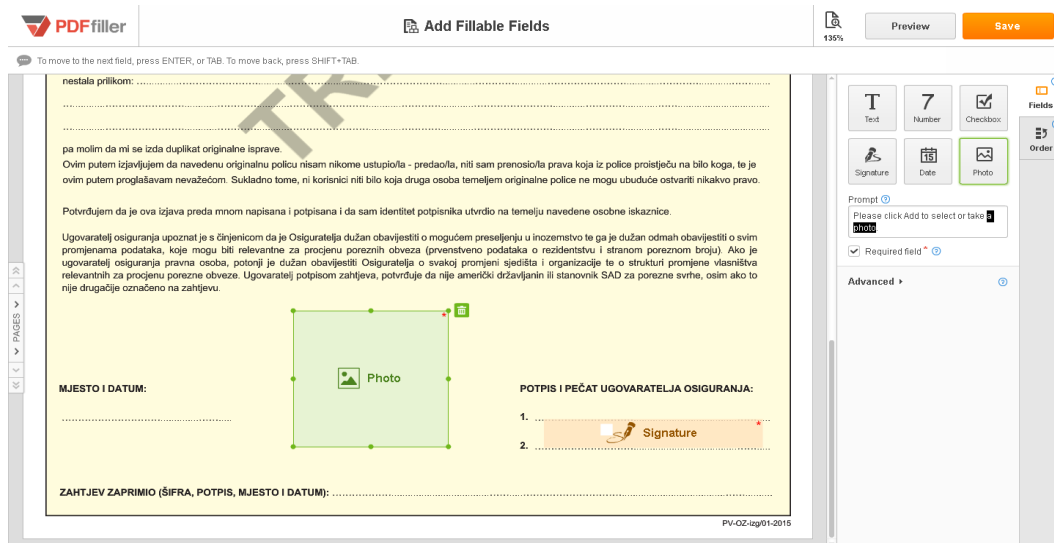 PDFfiller
Add Fillable Fields
135%
Preview
Save
To move to the next field, press ENTER, or TAB. To move back, press SHIFT+TAB.
nestala prilikom:
pa molim da mi se izda duplikat originalne isprave.
Ovim putem izjavljujem da navedenu originalnu policu nisam nikome ustupio/la - predao/la, niti sam prenosio/la prava koja iz police proistječu na bilo koga, te je
ovim putem proglašavam nevažećom. Sukladno tome, ni korisnici niti bilo koja druga osoba temeljem originalne police ne mogu ubuduće ostvariti nikakvo pravo.
Potvrđujem da je ova izjava preda mnom napisana i potpisana i da sam identitet potpisnika utvrdio na temelju navedene osobne iskaznice.
Ugovaratelj osiguranja upoznat je s činjenicom da je Osiguratelja dužan obavijestiti o mogućem preseljenju u inozemstvo te ga je dužan odmah obavijestiti o svim
promjenama podataka, koje mogu biti relevantne za procjenu poreznih obveza (prvenstveno podataka o rezidentstvu i stranom poreznom broju). Ako je
ugovaratelj osiguranja pravna osoba, potonji je dužan obavijestiti Osiguratelja o svakoj promjeni sjedišta i organizacije te o strukturi promjene vlasništva
relevantnih za procjenu porezne obveze. Ugovaratelj potpisom zahtjeva, potvrđuje da nije američki državljanin ili stanovnik SAD za porezne svrhe, osim ako to
nije drugačije označeno na zahtjevu.
Photo
MJESTO I DATUM:
POTPIS I PEČAT UGOVARATELJA OSIGURANJA:
1.
Signature
2.
ZAHTJEV ZAPRIMIO (ŠIFRA, POTPIS, MJESTO I DATUM):
PV-OZ-izg/01-2015
PAGES
Text
Number
Checkbox
Signature
Date
Photo
Prompt
Please click Add to select or take a
photo
Required field *
Advanced
Fields
Order